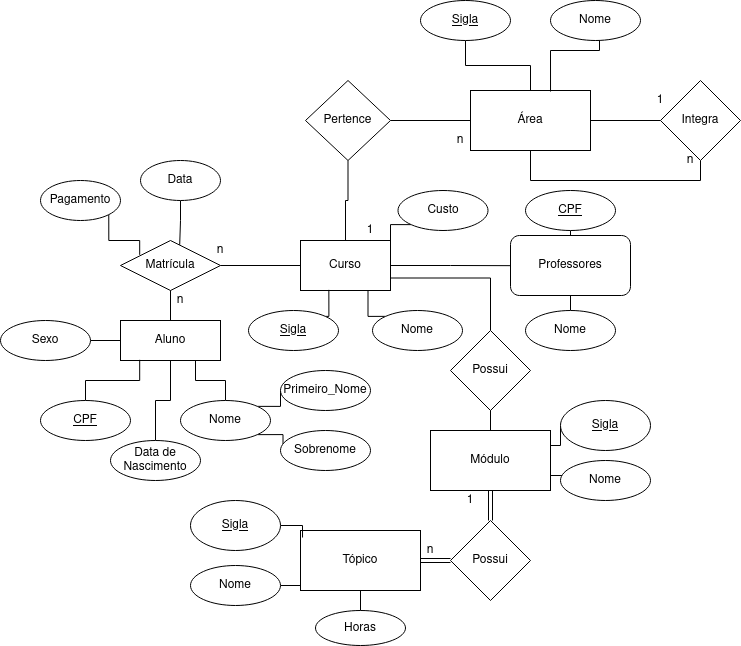 Sigla
Nome
Pertence
Área
1
Integra
n
n
Pagamento
Data
Custo
CPF
n
1
Matrícula
Curso
Professores
n
Sexo
Aluno
Sigla
Nome
Nome
Possui
Primeiro_Nome
CPF
Nome
Data de
Nascimento
Sobrenome
Sigla
Módulo
Nome
1
Sigla
Tópico
n
Possui
Nome
Horas